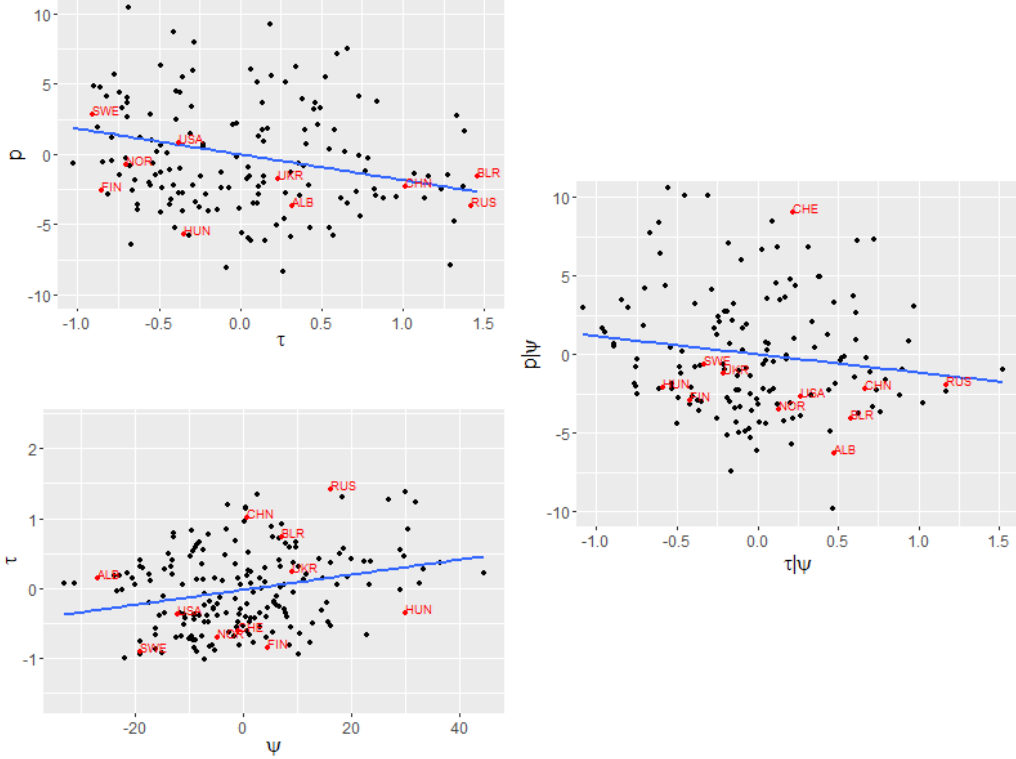 10
5
0
-5
-10
p
SWE
USA
NOR
FIN
HUN
UKR
ALB
CHN
BLR
RUS
-1.0 -0.5 0.0 0.5 1.0 1.5
τ
10
5
0
-5
-10
p|ψ
CHE
SWE
UKR
HUN
FIN
USA
NOR
CHN
RUS
BLR
ALB
-1.0 -0.5 0.0 0.5 1.0 1.5
τ|ψ
2
1
0
-1
τ
RUS
CHN
BLR
ALB
UKR
USA
HUN
NOR
CHE
FIN
SWE
-20 0 20 40
ψ